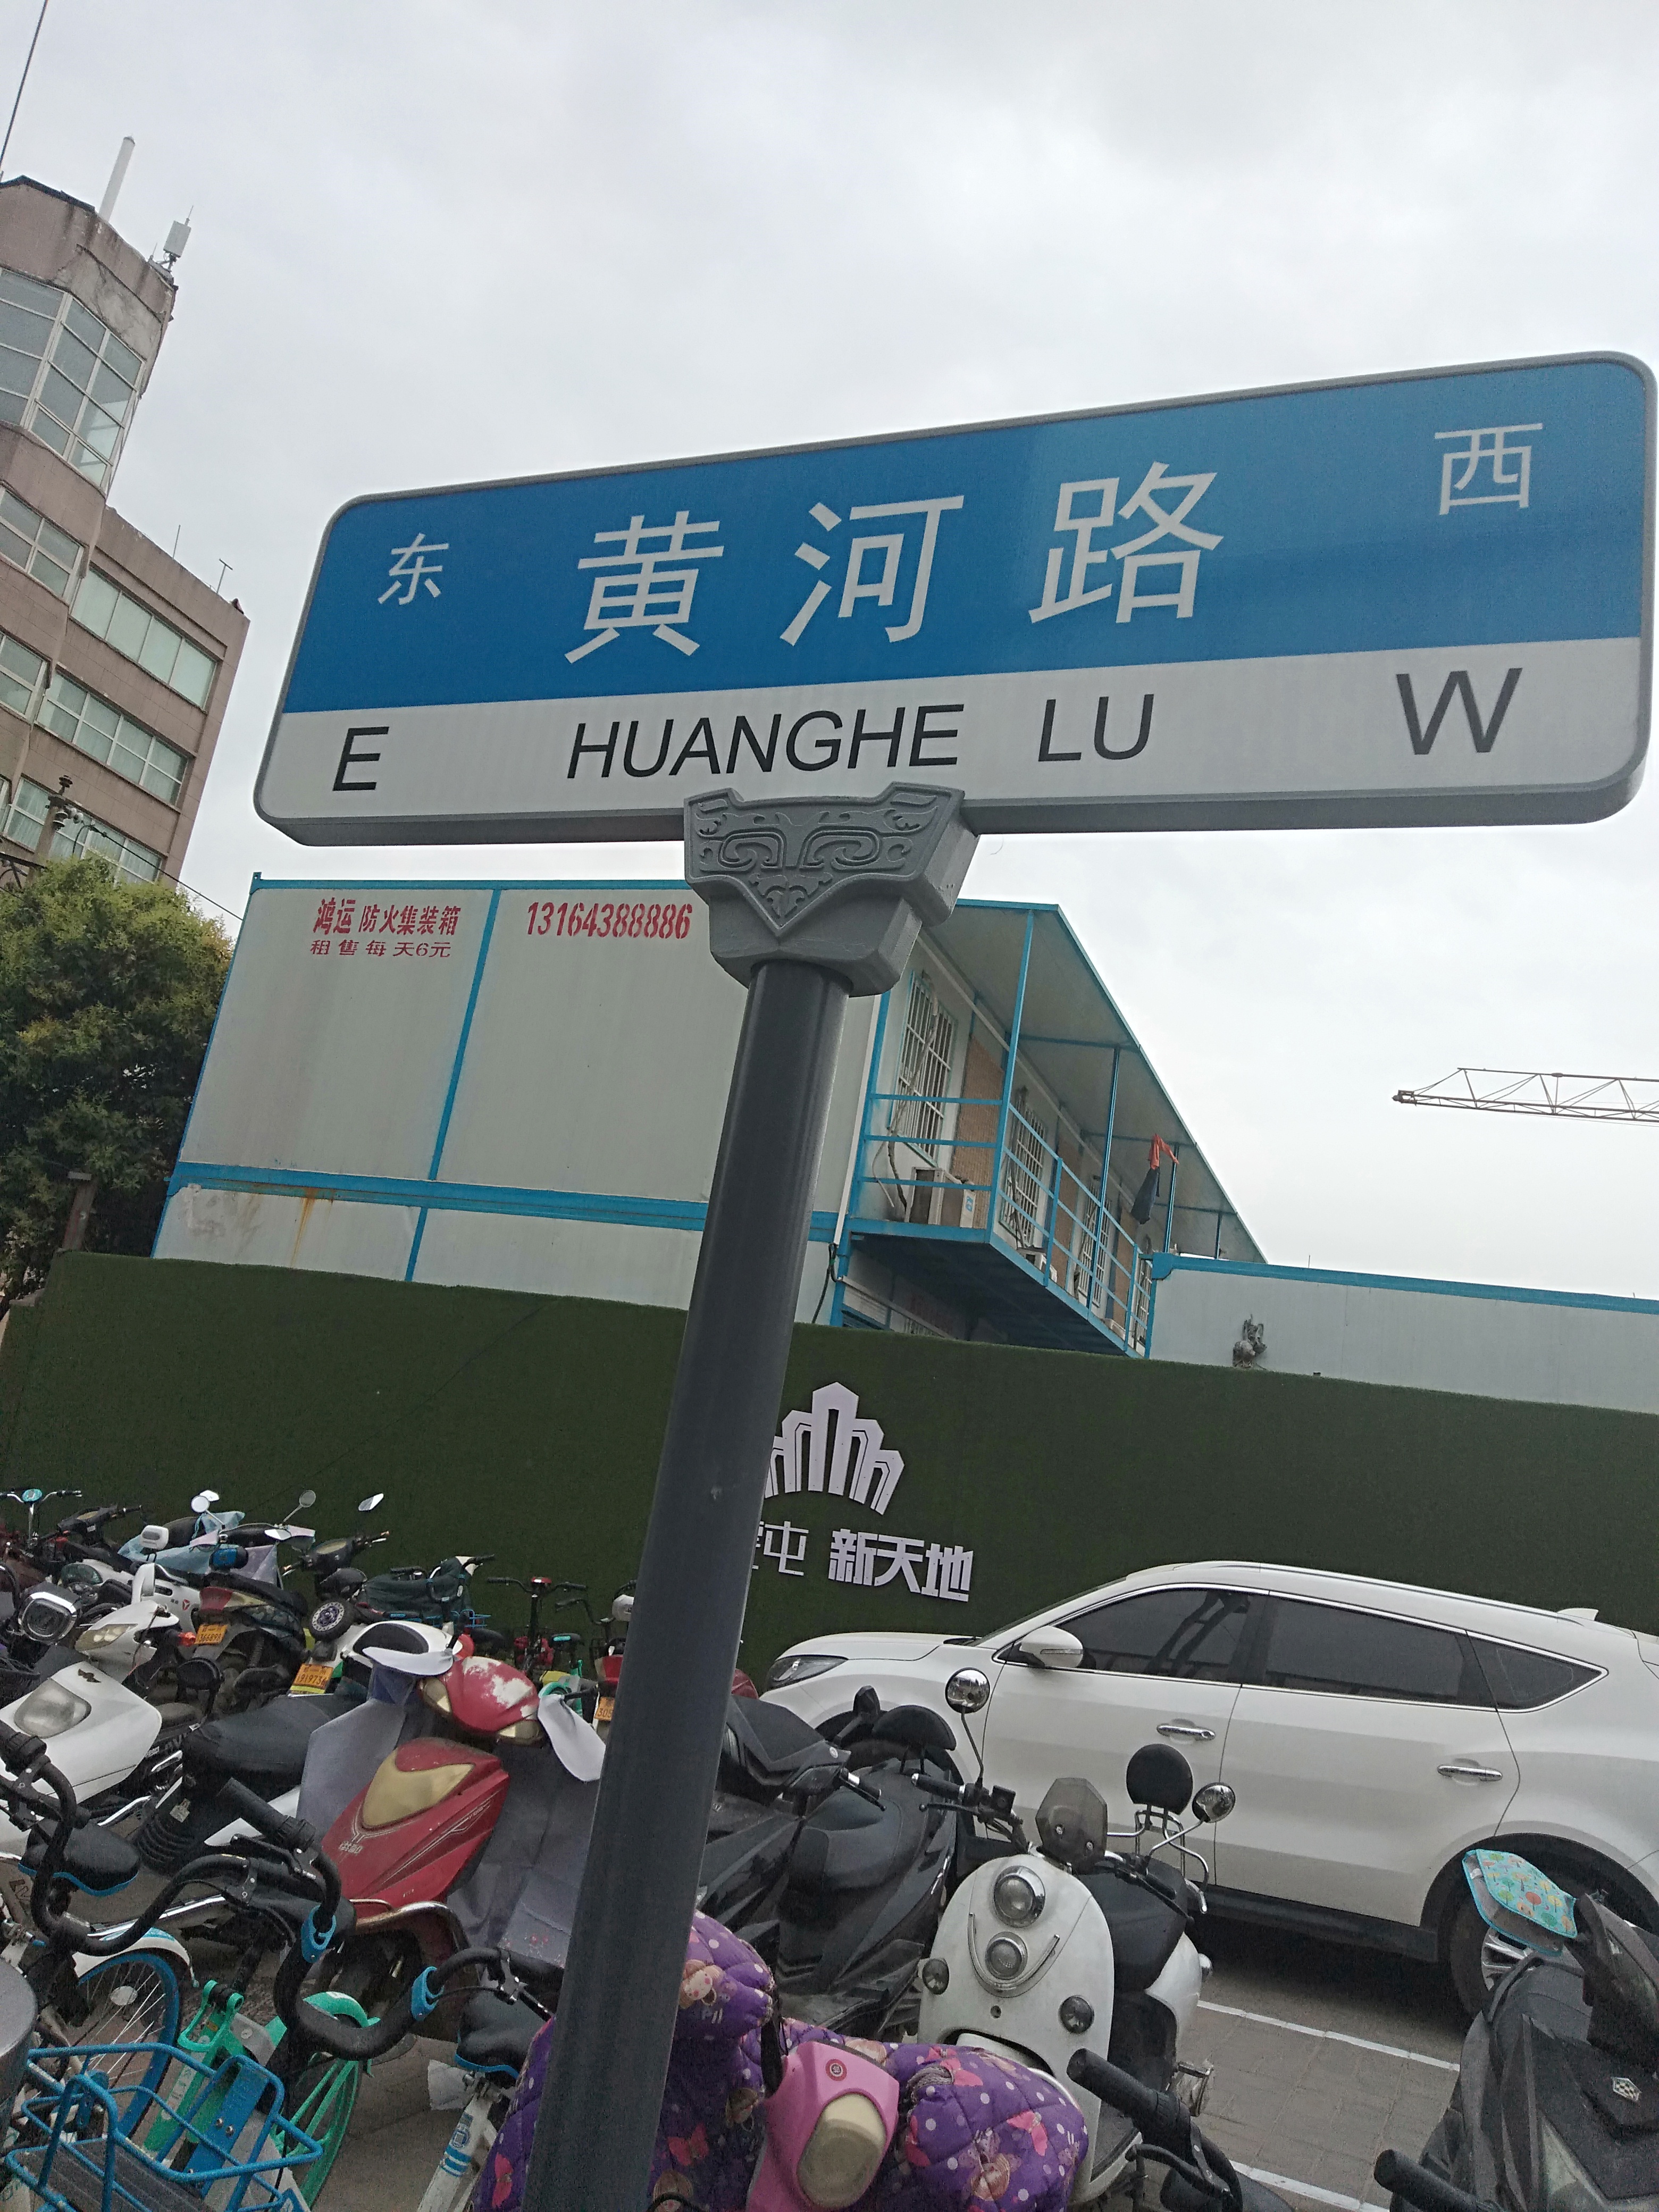 东 黄河路 西
E HUANGHE LU W
鸿运 防火集装箱
租售每天6元
13164388886
屯 新天地